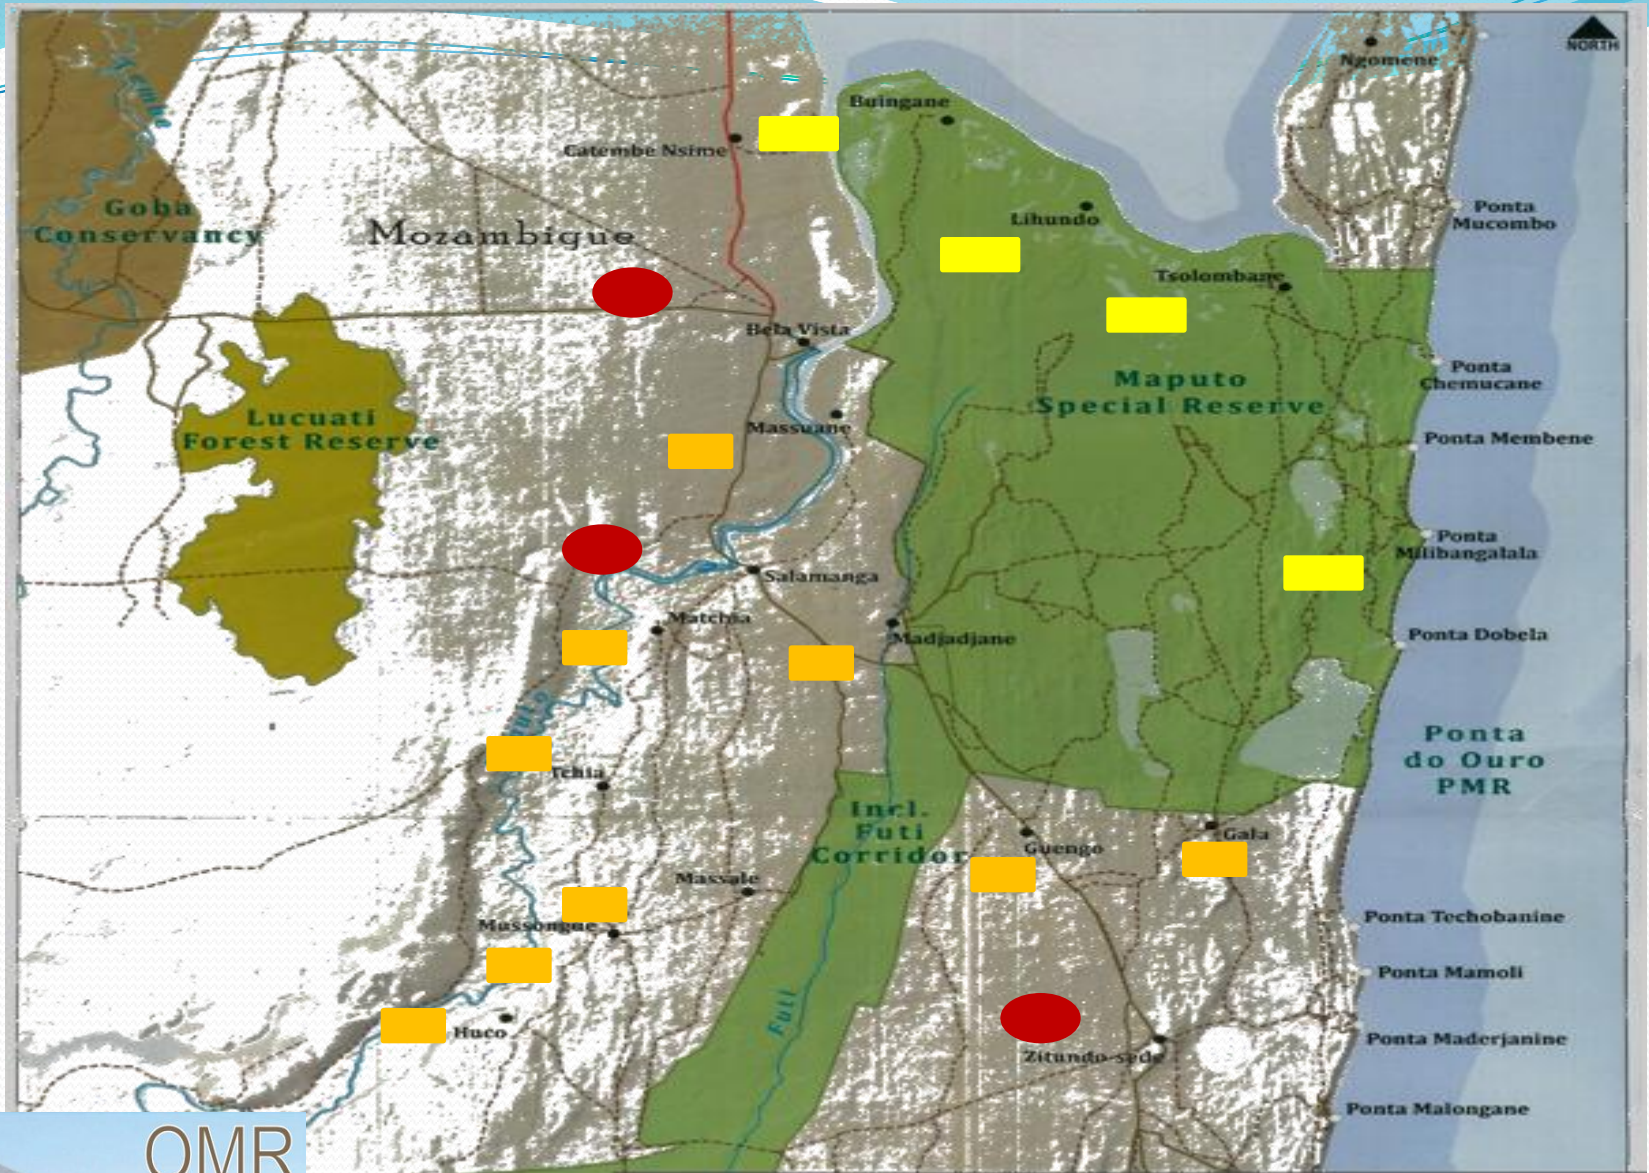 NORTH
Ngomene
Buingane
Catembe Nsime
Goba
Conservancy
Mozambique
Lihundo
Ponta
Mucombo
Tsolombane
Bela Vista
Ponta
Chemucane
Maputo
Special Reserve
Lucuati
Forest Reserve
Massuane
Ponta Membene
Ponta
Milibangalala
Salamanga
Matchia
Madjadjane
Ponta Dobela
Ponta
do Ouro
PMR
Tchia
Incl.
Futi
Corridor
Guengo
Gala
Massale
Mussongue
Ponta Techobanine
Ponta Mamoli
Huco
Futi
Zitundo-sede
Ponta Maderjanine
Ponta Malongane
OMR